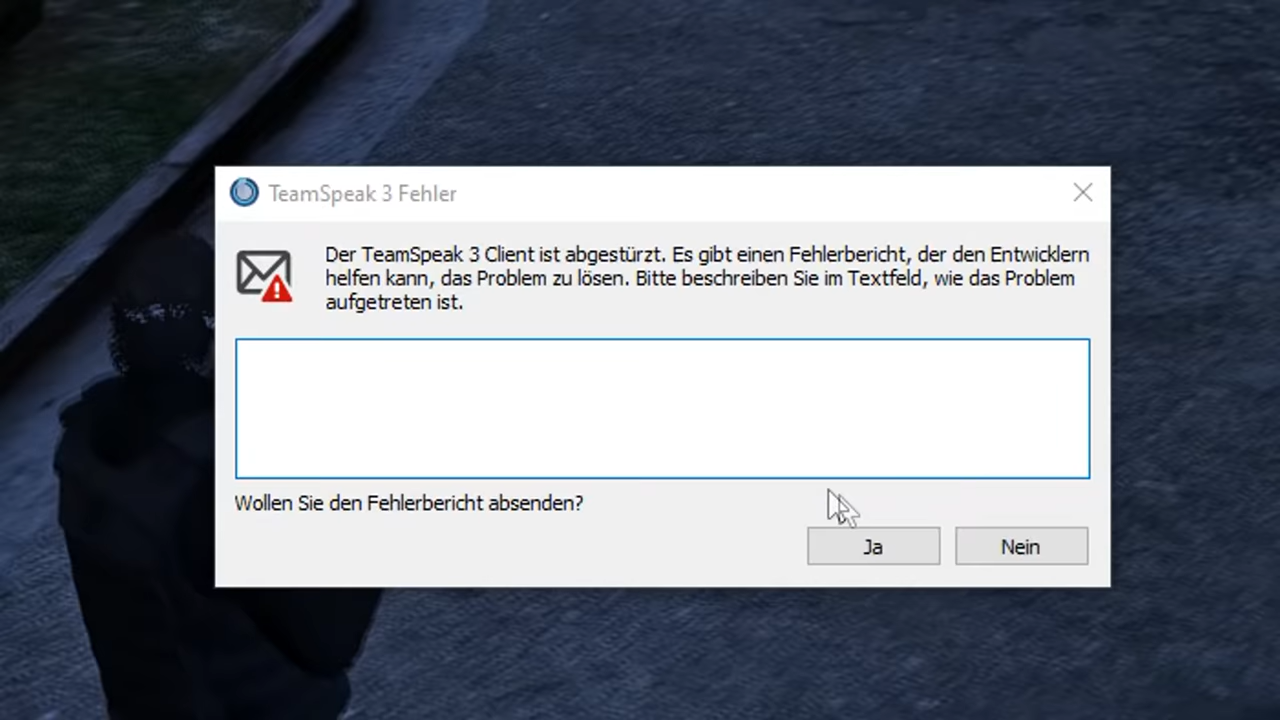 TeamSpeak 3 Fehler
Der TeamSpeak 3 Client ist abgestürzt. Es gibt einen Fehlerbericht, der den Entwicklern
helfen kann, das Problem zu lösen. Bitte beschreiben Sie im Textfeld, wie das Problem
aufgetreten ist.
Wollen Sie den Fehlerbericht absenden?
Ja
Nein